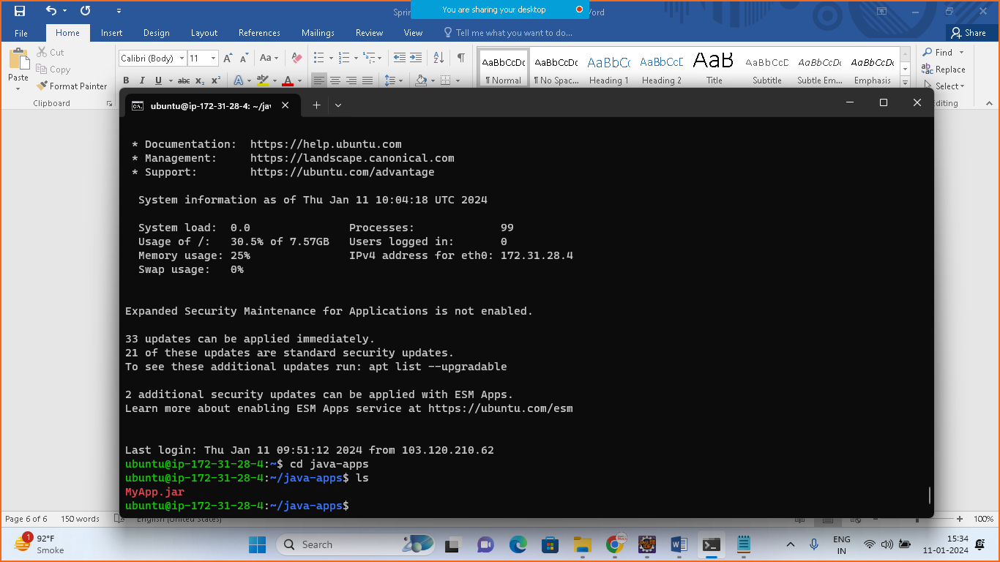 Sprin
You are sharing your desktop
Word
File Home Insert Design Layout References Mailings Review View Tell me what you want to do... Share
Paste
Cut
Copy
Format Painter
Clipboard
Calibri (Body) 11
B I U abc x₂ x²
Aa
AaBbCcDc AaBbCcDc AaBbCc AaBbCcD AaB AaBbCcD AaBbCcDc AaBbCcDc
¶ Normal ¶ No Spac... Heading 1 Heading 2 Title Subtitle Subtle Em... Emphasis
Find
Replace
Select
diting
ubuntu@ip-172-31-28-4: ~/jav
* Documentation: https://help.ubuntu.com
* Management: https://landscape.canonical.com
* Support: https://ubuntu.com/advantage
System information as of Thu Jan 11 10:04:18 UTC 2024
System load: 0.0 Processes: 99
Usage of /: 30.5% of 7.57GB Users logged in: 0
Memory usage: 25% IPv4 address for eth0: 172.31.28.4
Swap usage: 0%
Expanded Security Maintenance for Applications is not enabled.
33 updates can be applied immediately.
21 of these updates are standard security updates.
To see these additional updates run: apt list --upgradable
2 additional security updates can be applied with ESM Apps.
Learn more about enabling ESM Apps service at https://ubuntu.com/esm
Last login: Thu Jan 11 09:51:12 2024 from 103.120.210.62
ubuntu@ip-172-31-28-4:~$ cd java-apps
ubuntu@ip-172-31-28-4:~/java-apps$ ls
MyApp.jar
ubuntu@ip-172-31-28-4:~/java-apps$
Page 6 of 6 150 words English (United States) 100%
1
92°F
Smoke
Search
ENG
IN
15:34
11-01-2024